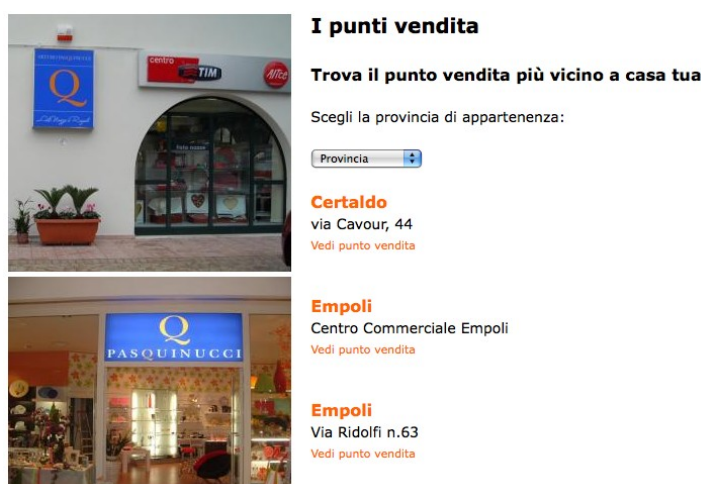 Q
centro
TIM
Nice
I punti vendita
Trova il punto vendita più vicino a casa tua
Scegli la provincia di appartenenza:
Provincia
Certaldo
via Cavour, 44
Vedi punto vendita
Q
PASQUINUCCI
Empoli
Centro Commerciale Empoli
Vedi punto vendita
Empoli
Via Ridolfi n.63
Vedi punto vendita